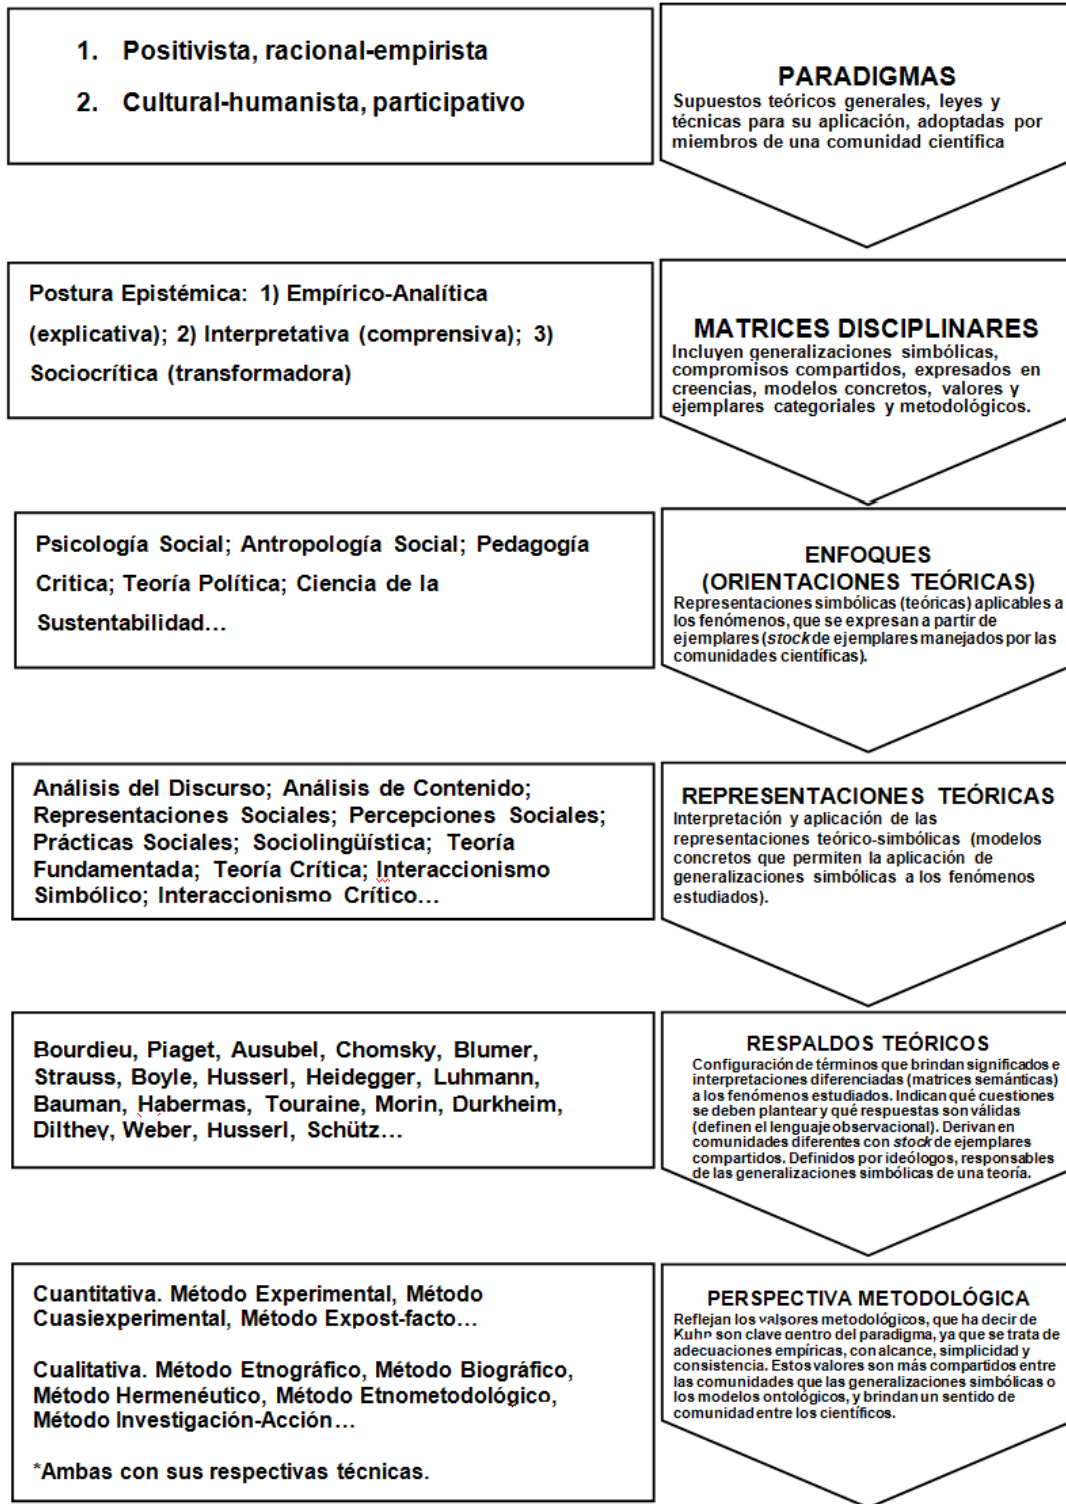 1. Positivista, racional-empirista
2. Cultural-humanista, participativo
PARADIGMAS
Supuestos teóricos generales, leyes y
técnicas para su aplicación, adoptadas por
miembros de una comunidad científica
Postura Epistémica: 1) Empírico-Analítica
(explicativa); 2) Interpretativa (comprensiva); 3)
Sociocrítica (transformadora)
MATRICES DISCIPLINARES
Incluyen generalizaciones simbólicas,
compromisos compartidos, expresados en
creencias, modelos concretos, valores y
ejemplares categoriales y metodológicos.
Psicología Social; Antropología Social; Pedagogía
Critica; Teoría Política; Ciencia de la
Sustentabilidad...
ENFOQUES
(ORIENTACIONES TEÓRICAS)
Representaciones simbólicas (teóricas) aplicables a
los fenómenos, que se expresan a partir de
ejemplares (stock de ejemplares manejados por las
comunidades científicas).
Análisis del Discurso; Análisis de Contenido;
Representaciones Sociales; Percepciones Sociales;
Prácticas Sociales; Sociolingüística; Teoría
Fundamentada; Teoría Crítica; Interaccionismo
Simbólico; Interaccionismo Crítico...
REPRESENTACIONES TEÓRICAS
Interpretación y aplicación de las
representaciones teórico-simbólicas (modelos
concretos que permiten la aplicación de
generalizaciones simbólicas a los fenómenos
estudiados).
Bourdieu, Piaget, Ausubel, Chomsky, Blumer,
Strauss, Boyle, Husserl, Heidegger, Luhmann,
Bauman, Habermas, Touraine, Morin, Durkheim,
Dilthey, Weber, Husserl, Schütz...
RESPALDOS TEÓRICOS
Configuración de términos que brindan significados e
interpretaciones diferenciadas (matrices semánticas)
a los fenómenos estudiados. Indican qué cuestiones
se deben plantear y qué respuestas son válidas
(definen el lenguaje observacional). Derivan en
comunidades diferentes con stock de ejemplares
compartidos. Definidos por ideólogos, responsables
de las generalizaciones simbólicas de una teoría.
Cuantitativa. Método Experimental, Método
Cuasiexperimental, Método Expost-facto...
Cualitativa. Método Etnográfico, Método Biográfico,
Método Hermenéutico, Método Etnometodológico,
Método Investigación-Acción...
*Ambas con sus respectivas técnicas.
PERSPECTIVA METODOLÓGICA
Reflejan los valsores metodológicos, que ha decir de
Kuhn son clave dentro del paradigma, ya que se trata de
adecuaciones empíricas, con alcance, simplicidad y
consistencia. Estos valores son más compartidos entre
las comunidades que las generalizaciones simbólicas o
los modelos ontológicos, y brindan un sentido de
comunidad entre los científicos.